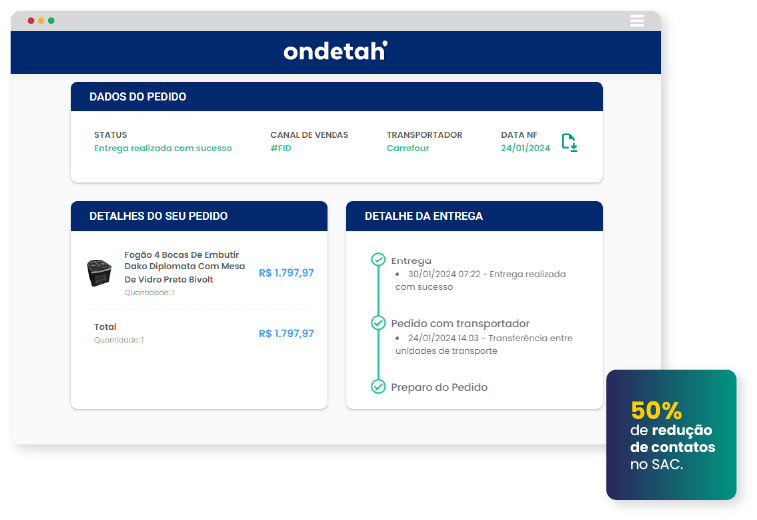 ondetah
DADOS DO PEDIDO
STATUS
Entrega realizada com sucesso
CANAL DE VENDAS
#FID
TRANSPORTADOR
Carrefour
DATA NF
24/01/2024
DETALHES DO SEU PEDIDO
Fogão 4 Bocas De Embutir
Dako Diplomata Com Mesa
De Vidro Preto Bivolt
Quantidade: 1
R$ 1.797,97
Total
Quantidade: 1
R$ 1.797,97
DETALHE DA ENTREGA
Entrega
• 30/01/2024 07:22 - Entrega realizada
com sucesso
Pedido com transportador
• 24/01/2024 14:03 - Transferência entre
unidades de transporte
Preparo do Pedido
50%
de redução
de contatos
no SAC.